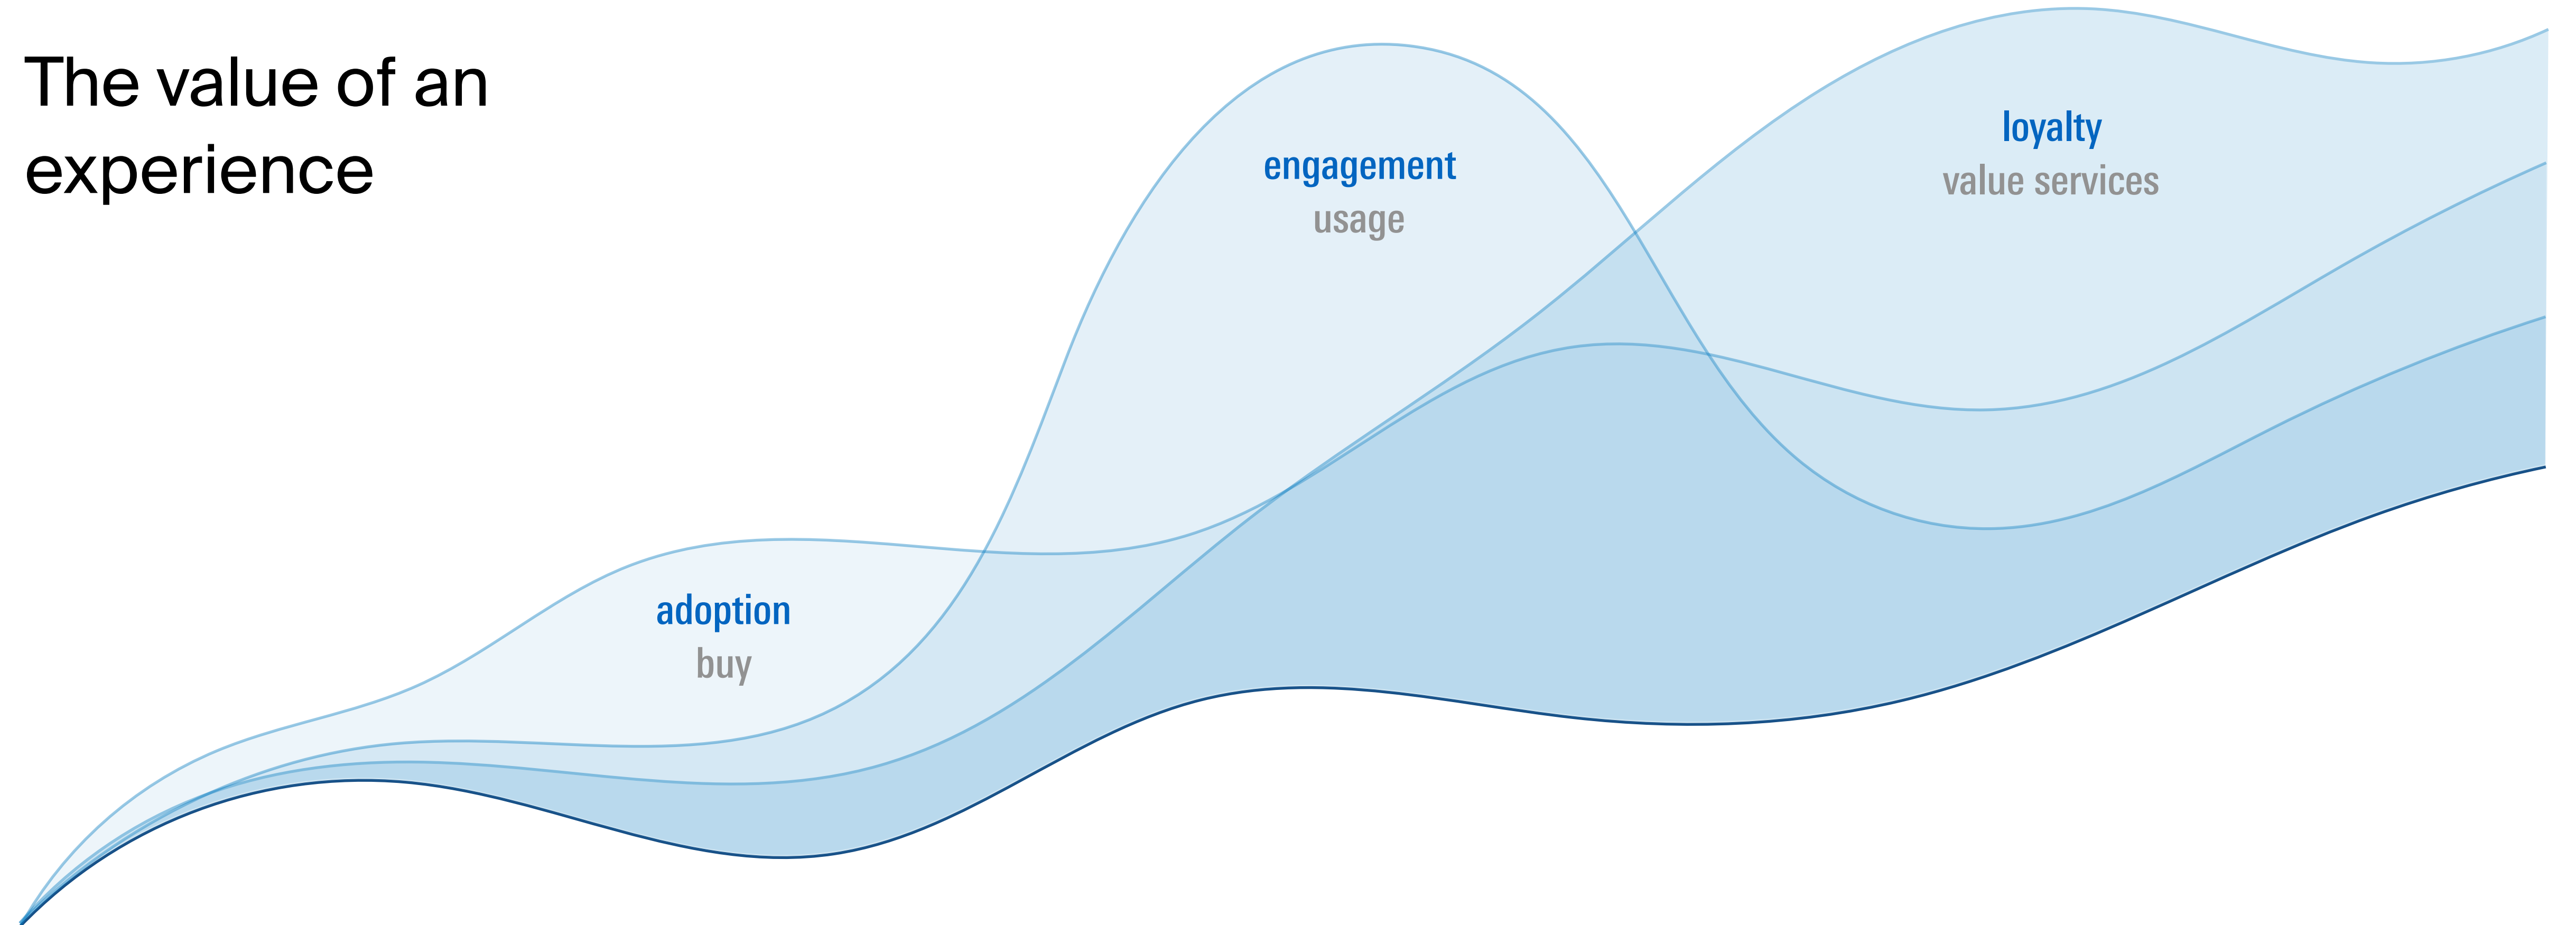 The value of an
experience
adoption
buy
engagement
usage
loyalty
value services